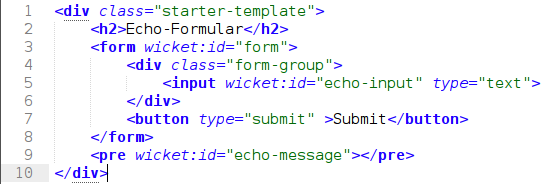 1 <div class="starter-template">
2 <h2>Echo-Formular</h2>
3 <form wicket:id="form">
4 <div class="form-group">
5 <input wicket:id="echo-input" type="text">
6 </div>
7 <button type="submit" >Submit</button>
8 </form>
9 <pre wicket:id="echo-message"></pre>
10 </div>